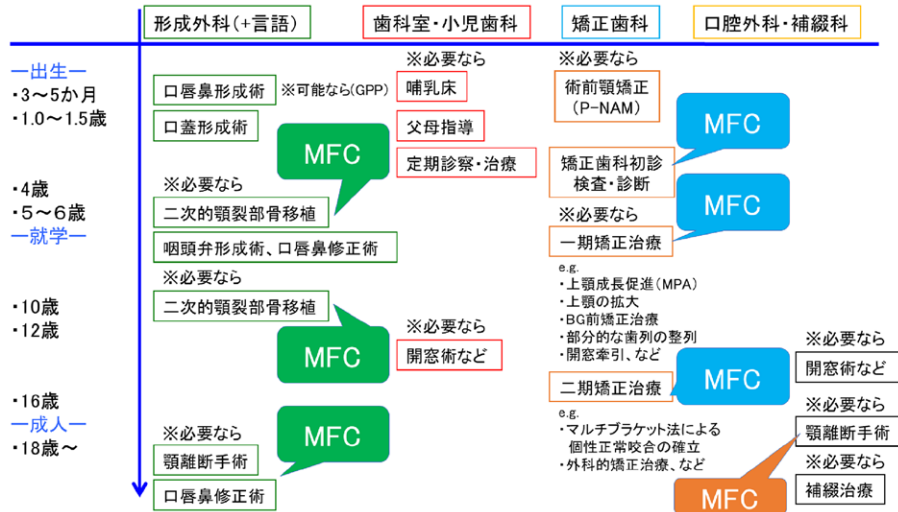 形成外科(+言語)
歯科室・小児歯科
矯正歯科
口腔外科・補綴科
―出生―
・3~5か月
・1.0~1.5歳
・4歳
・5~6歳
―就学―
・10歳
・12歳
・16歳
―成人―
・18歳~
口唇鼻形成術
※可能なら(GPP)
口蓋形成術
MFC
※必要なら
二次的顎裂部骨移植
咽頭弁形成術、口唇鼻修正術
※必要なら
二次的顎裂部骨移植
MFC
MFC
※必要なら
顎離断手術
口唇鼻修正術
※必要なら
哺乳床
父母指導
定期診察・治療
※必要なら
開窓術など
※必要なら
術前顎矯正
(P-NAM)
MFC
矯正歯科初診
検査・診断
MFC
※必要なら
一期矯正治療
e.g.
・上顎成長促進(MPA)
・上顎の拡大
・BG前矯正治療
・部分的な歯列の整列
・開窓牽引、など
MFC
二期矯正治療
e.g.
・マルチブラケット法による
個性正常咬合の確立
・外科的矯正治療、など
※必要なら
開窓術など
※必要なら
顎離断手術
※必要なら
補綴治療
MFC